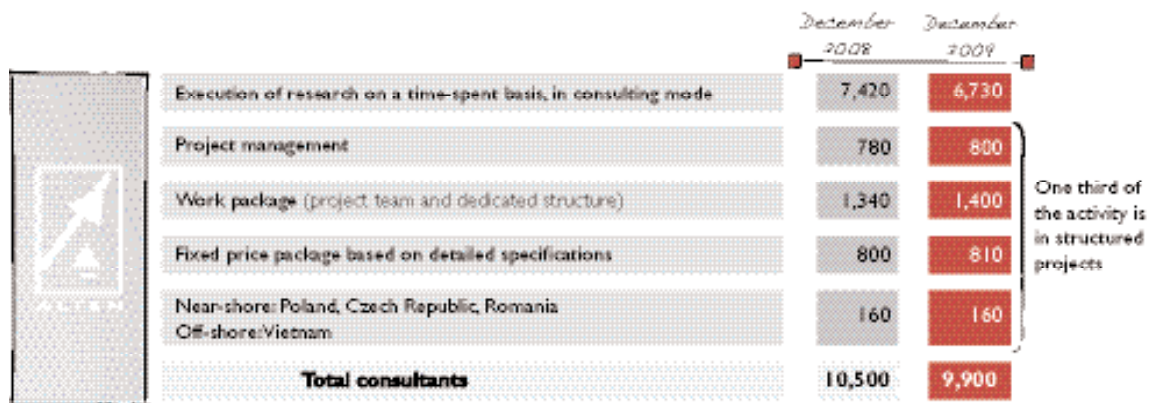 December December
2008 2009
Execution of research on a time-spent basis, in consulting mode 7,420 6,730
Project management 780 800
Work package (project team and dedicated structure) 1,340 1,400
One third of
the activity is
in structured
projects
Fixed price package based on detailed specifications 800 810
Near-shore: Poland, Czech Republic, Romania
Off-shore:Vietnam 160 160
ALTEN
Total consultants 10,500 9,900